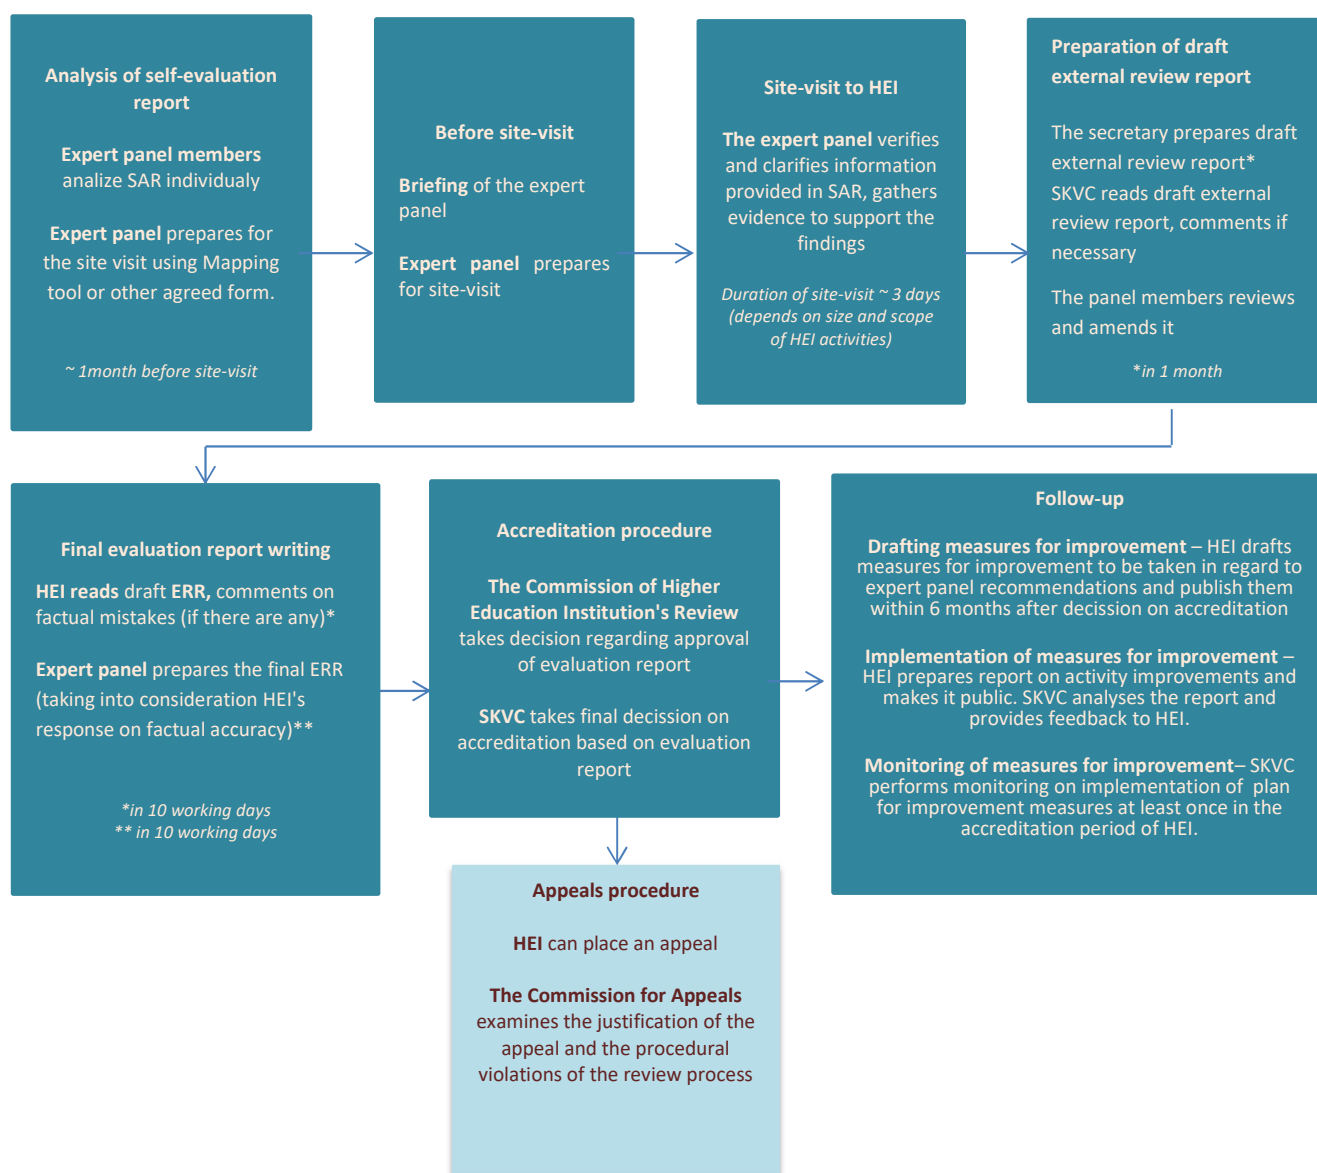 Analysis of self-evaluation
report
Expert panel members
analize SAR individualy
Expert panel prepares for
the site visit using Mapping
tool or other agreed form.
~ 1month before site-visit
Before site-visit
Briefing of the expert
panel
Expert panel prepares
for site-visit
Site-visit to HEI
The expert panel verifies
and clarifies information
provided in SAR, gathers
evidence to support the
findings
Duration of site-visit ~ 3 days
(depends on size and scope
of HEI activities)
Preparation of draft
external review report
The secretary prepares draft
external review report*
SKVC reads draft external
review report, comments if
necessary
The panel members reviews
and amends it
*in 1 month
Final evaluation report writing
HEI reads draft ERR, comments on
factual mistakes (if there are any)*
Expert panel prepares the final ERR
(taking into consideration HEI's
response on factual accuracy)**
*in 10 working days
** in 10 working days
Accreditation procedure
The Commission of Higher
Education Institution's Review
takes decision regarding approval
of evaluation report
SKVC takes final decission on
accreditation based on evaluation
report
Follow-up
Drafting measures for improvement – HEI drafts
measures for improvement to be taken in regard to
expert panel recommendations and publish them
within 6 months after decission on accreditation
Implementation of measures for improvement –
HEI prepares report on activity improvements and
makes it public. SKVC analyses the report and
provides feedback to HEI.
Monitoring of measures for improvement– SKVC
performs monitoring on implementation of plan
for improvement measures at least once in the
accreditation period of HEI.
Appeals procedure
HEI can place an appeal
The Commission for Appeals
examines the justification of the
appeal and the procedural
violations of the review process